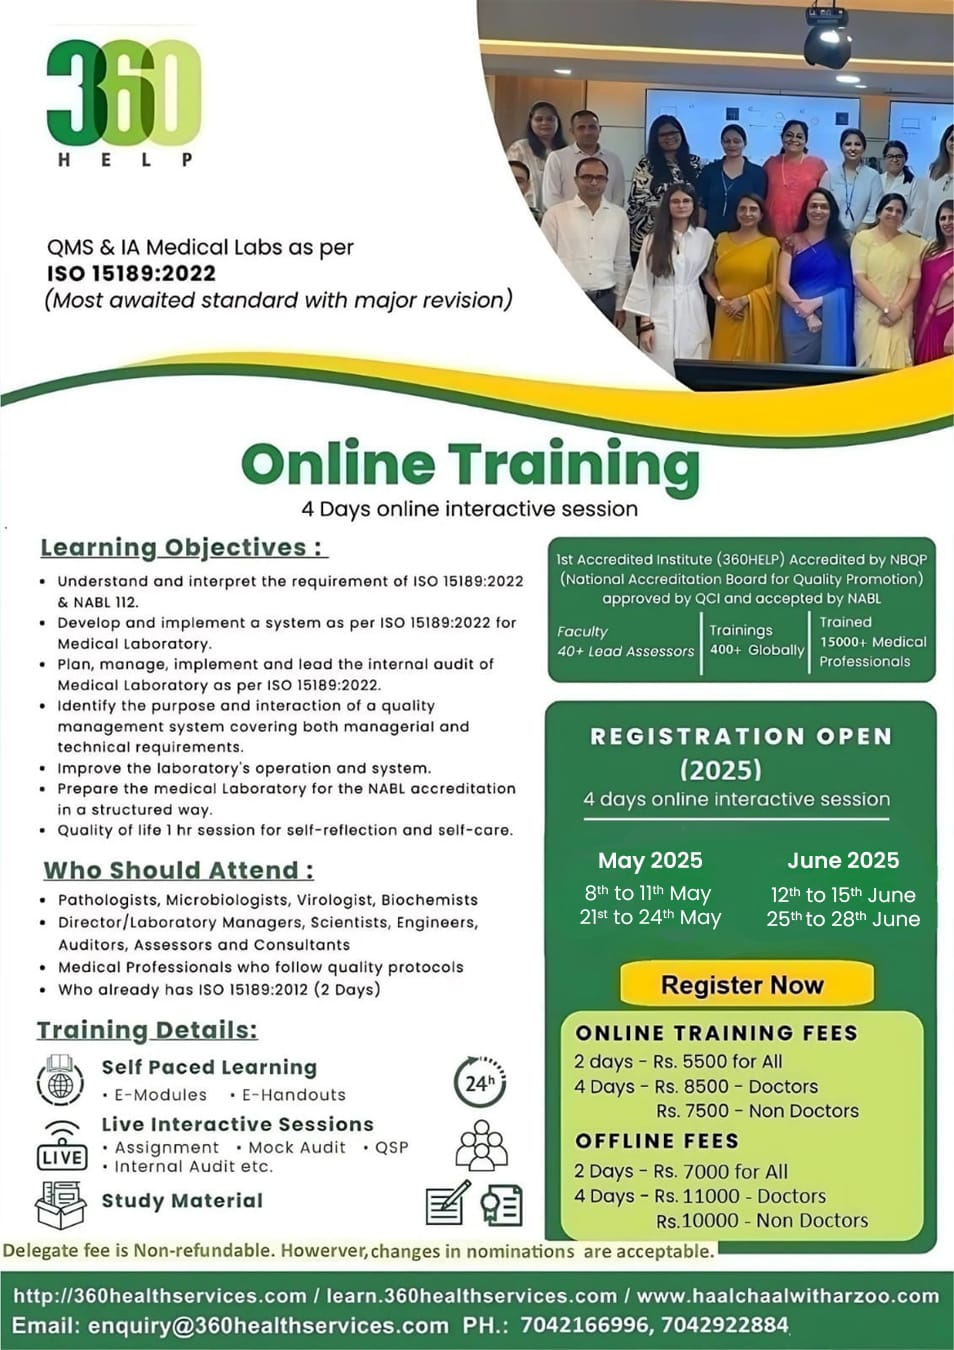 360
HELP
QMS & IA Medical Labs as per
ISO 15189:2022
(Most awaited standard with major revision)
Online Training
4 Days online interactive session
Learning Objectives :
• Understand and interpret the requirement of ISO 15189:2022
& NABL 112.
• Develop and implement a system as per ISO 15189:2022 for
Medical Laboratory.
• Plan, manage, implement and lead the internal audit of
Medical Laboratory as per ISO 15189:2022.
• Identify the purpose and interaction of a quality
management system covering both managerial and
technical requirements.
• Improve the laboratory's operation and system.
• Prepare the medical Laboratory for the NABL accreditation
in a structured way.
• Quality of life 1 hr session for self-reflection and self-care.
Who Should Attend :
• Pathologists, Microbiologists, Virologist, Biochemists
• Director/Laboratory Managers, Scientists, Engineers,
Auditors, Assessors and Consultants
• Medical Professionals who follow quality protocols
• Who already has ISO 15189:2012 (2 Days)
Training Details:
Self Paced Learning
• E-Modules • E-Handouts
24h
Live Interactive Sessions
• Assignment • Mock Audit • QSP
• Internal Audit etc.
LIVE
Study Material
1st Accredited Institute (360HELP) Accredited by NBQP
(National Accreditation Board for Quality Promotion)
approved by QCI and accepted by NABL
Faculty
40+ Lead Assessors
Trainings
400+ Globally
Trained
15000+ Medical
Professionals
REGISTRATION OPEN
(2025)
4 days online interactive session
May 2025
8th to 11th May
21st to 24th May
June 2025
12th to 15th June
25th to 28th June
Register Now
ONLINE TRAINING FEES
2 days - Rs. 5500 for All
4 Days - Rs. 8500 - Doctors
Rs. 7500 - Non Doctors
OFFLINE FEES
2 Days - Rs. 7000 for All
4 Days - Rs. 11000 - Doctors
Rs.10000 - Non Doctors
Delegate fee is Non-refundable. Howerver,changes in nominations are acceptable.
http://360healthservices.com / learn.360healthservices.com / www.haalchaalwitharzoo.com
Email: enquiry@360healthservices.com PH.: 7042166996, 7042922884